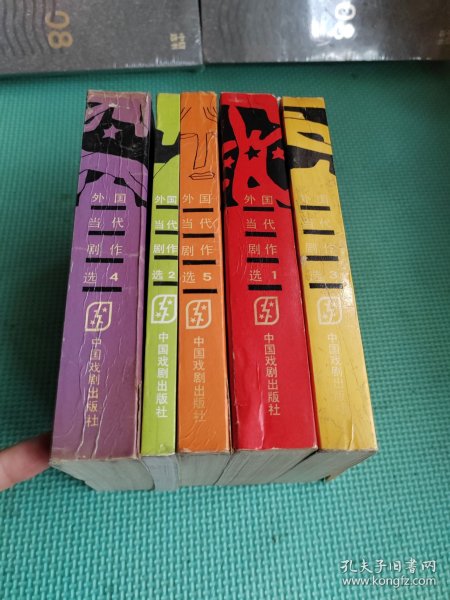 外国
当代
剧作
选4
中国戏剧出版社
外国
当代
剧作
选2
中国戏剧出版社
外国
当代
剧作
选5
中国戏剧出版社
外国
当代
剧作
选1
中国戏剧出版社
外国
当代
剧作
选3
中国戏剧出版社
孔夫子旧书网
www.kongfz.com